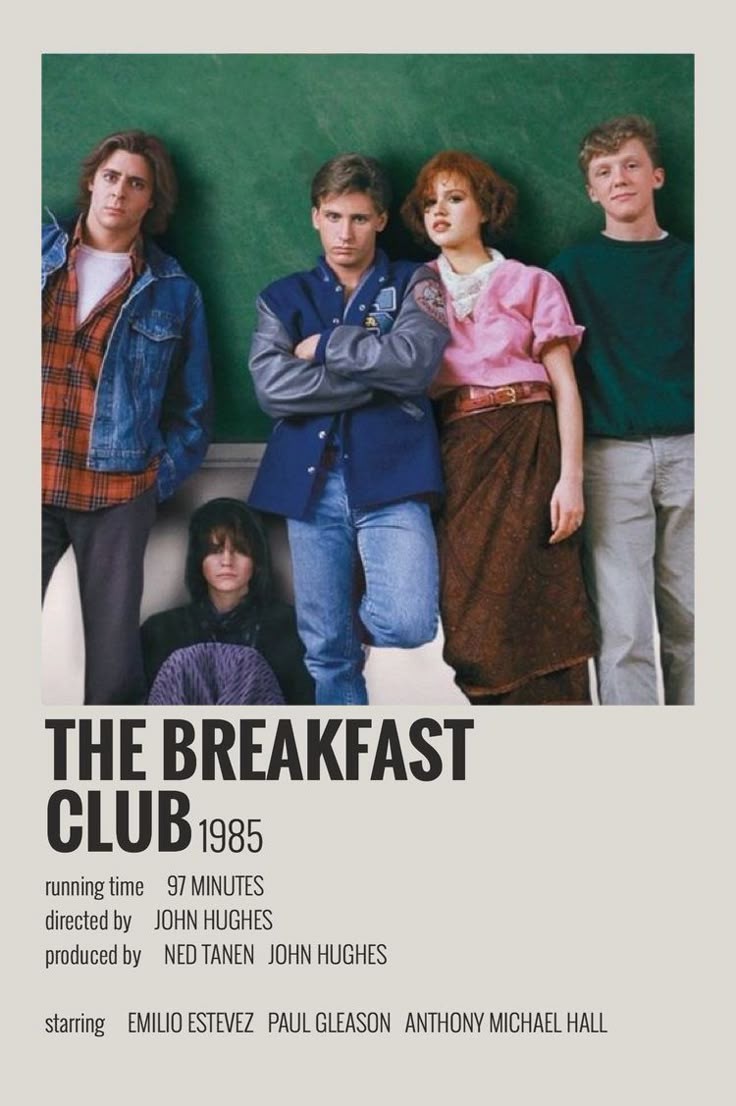 THE BREAKFAST
CLUB 1985
running time 97 MINUTES
directed by JOHN HUGHES
produced by NED TANEN JOHN HUGHES
starring EMILIO ESTEVEZ PAUL GLEASON ANTHONY MICHAEL HALL